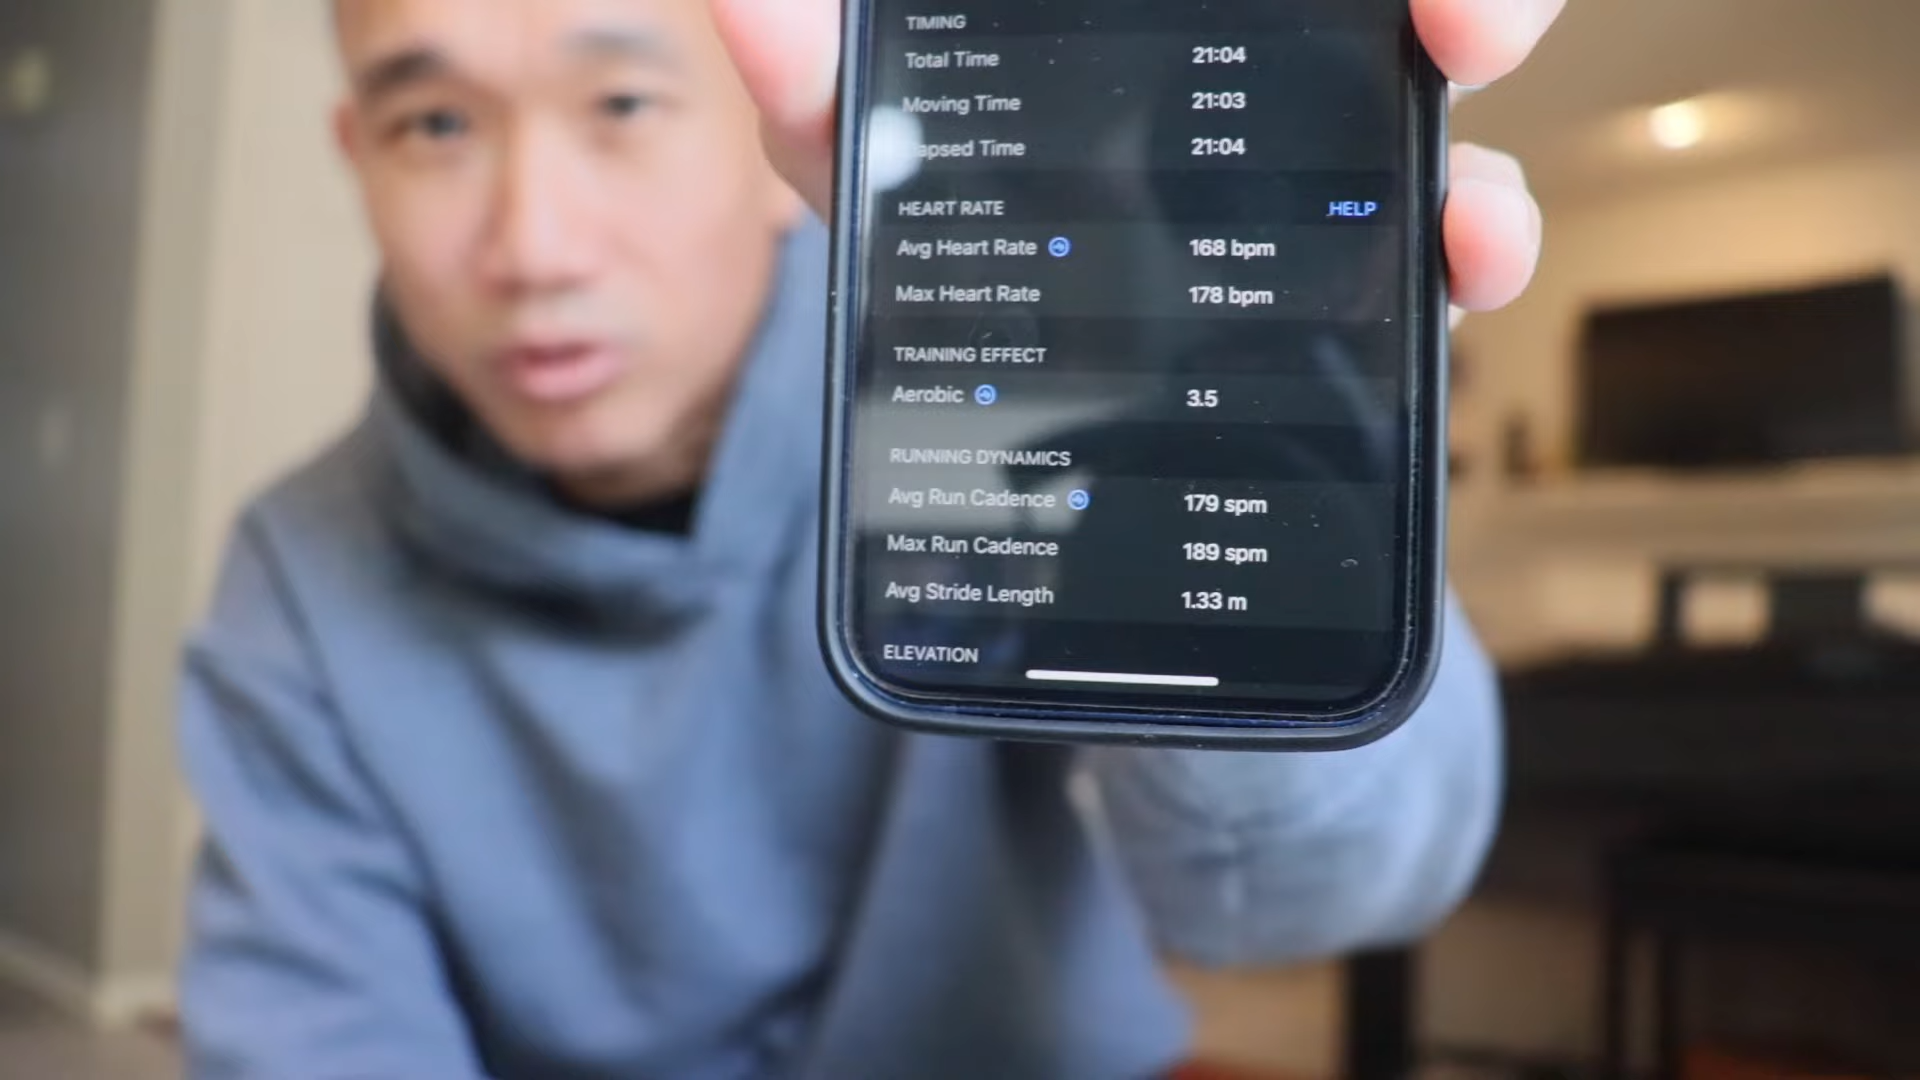 TIMING
Total Time 21:04
Moving Time 21:03
apsed Time 21:04
HEART RATE HELP
Avg Heart Rate 168 bpm
Max Heart Rate 178 bpm
TRAINING EFFECT
Aerobic 3.5
RUNNING DYNAMICS
Avg Run Cadence 179 spm
Max Run Cadence 189 spm
Avg Stride Length 1.33 m
ELEVATION